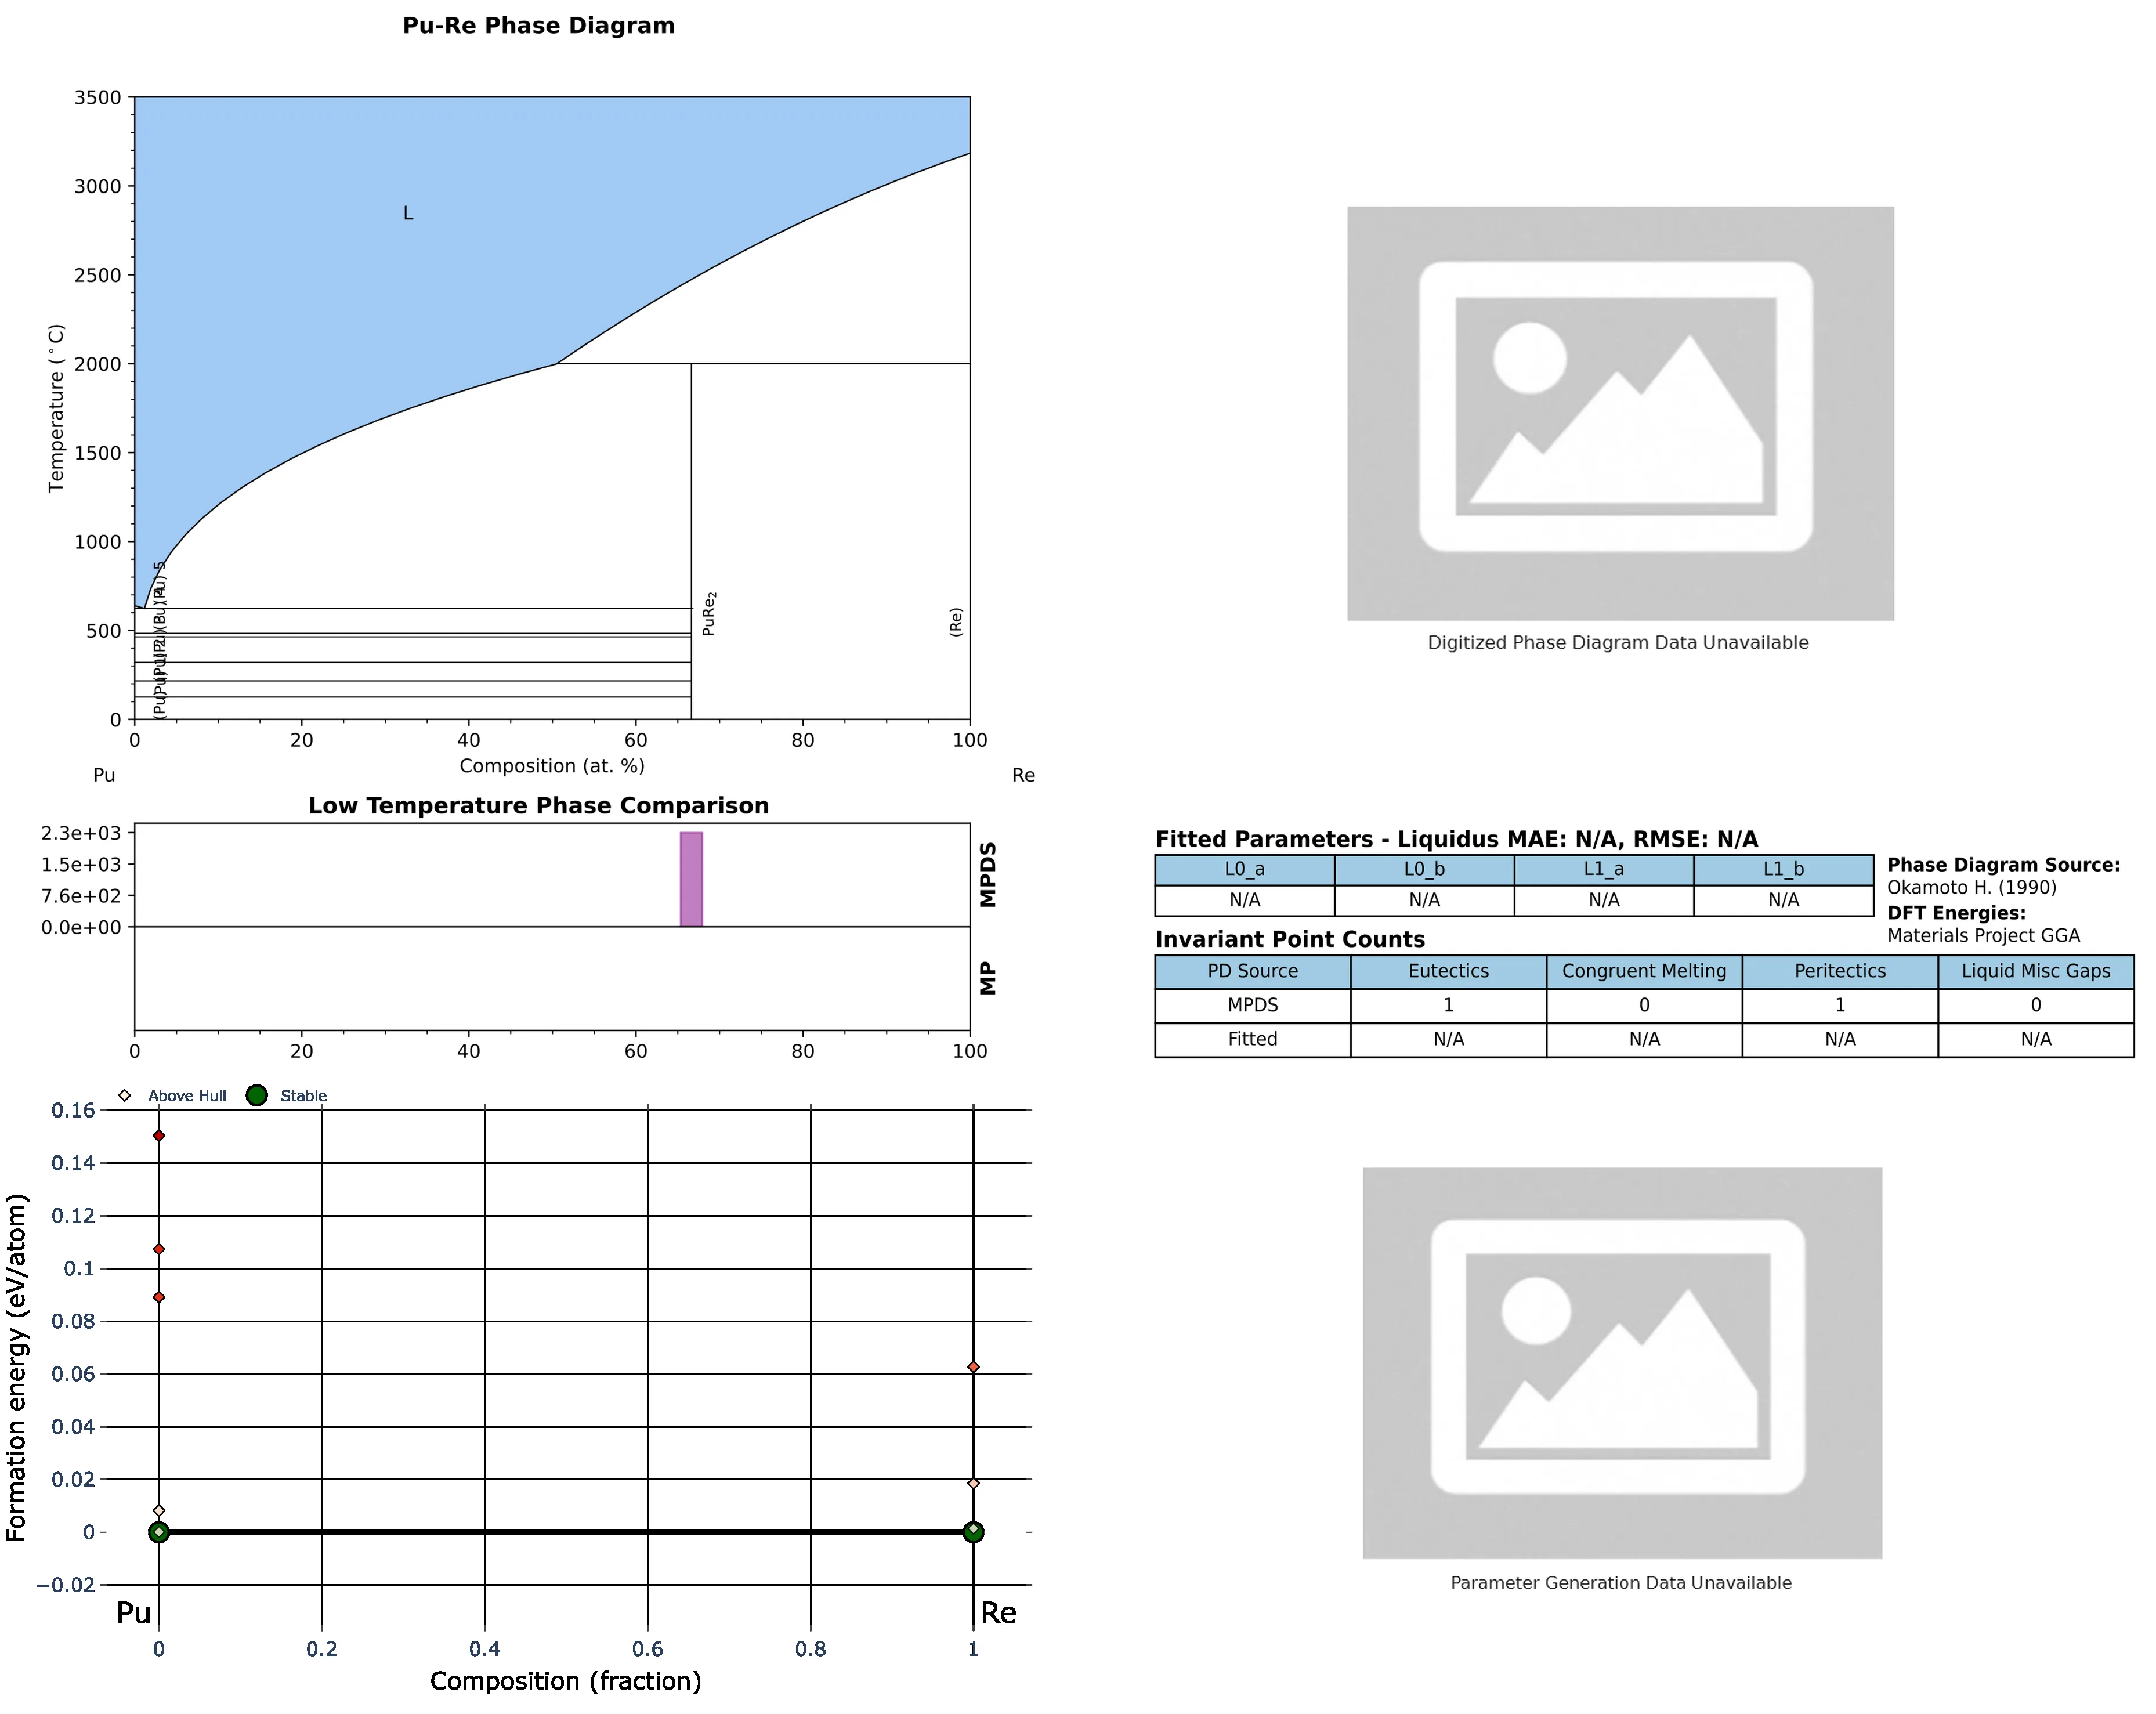 Pu-Re Phase Diagram
3500
3000
2500
2000
1500
1000
500
0
Temperature (°C)
L
PuRe2
(Re)
(Pu)
0 20 40 60 80 100
Composition (at. %)
Pu Re
Low Temperature Phase Comparison
2.3e+03
1.5e+03
7.6e+02
0.0e+00
MPDS
MP
0 20 40 60 80 100
Above Hull Stable
0.16
0.14
0.12
0.1
0.08
0.06
0.04
0.02
0
−0.02
Formation energy (eV/atom)
Pu Re
0 0.2 0.4 0.6 0.8 1
Composition (fraction)
Digitized Phase Diagram Data Unavailable
Fitted Parameters - Liquidus MAE: N/A, RMSE: N/A
L0_a L0_b L1_a L1_b
N/A N/A N/A N/A
Phase Diagram Source:
Okamoto H. (1990)
DFT Energies:
Materials Project GGA
Invariant Point Counts
PD Source Eutectics Congruent Melting Peritectics Liquid Misc Gaps
MPDS 1 0 1 0
Fitted N/A N/A N/A N/A
Parameter Generation Data Unavailable